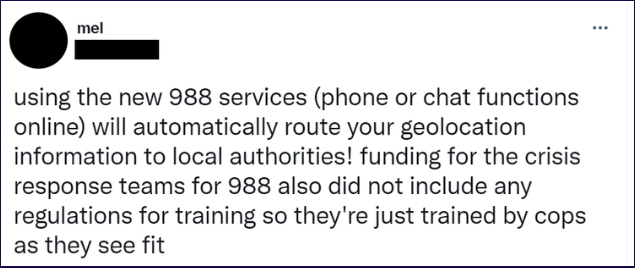 mel
using the new 988 services (phone or chat functions
online) will automatically route your geolocation
information to local authorities! funding for the crisis
response teams for 988 also did not include any
regulations for training so they're just trained by cops
as they see fit